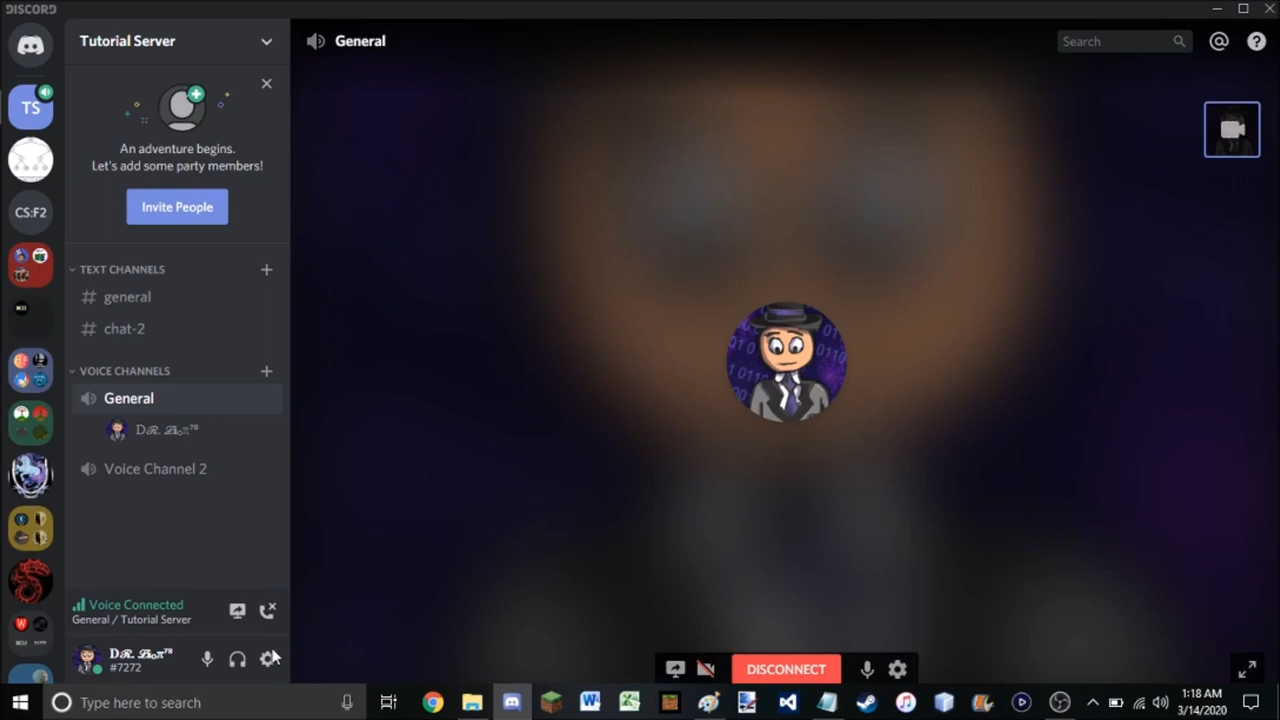 DISCORD
TS
CS:F2
Tutorial Server
An adventure begins.
Let's add some party members!
Invite People
TEXT CHANNELS
general
chat-2
VOICE CHANNELS
General
Dℛ. ℒίₒπ⁷⁸
Voice Channel 2
Voice Connected
General / Tutorial Server
#7272
General
Search
DISCONNECT
Type here to search
1:18 AM
3/14/2020